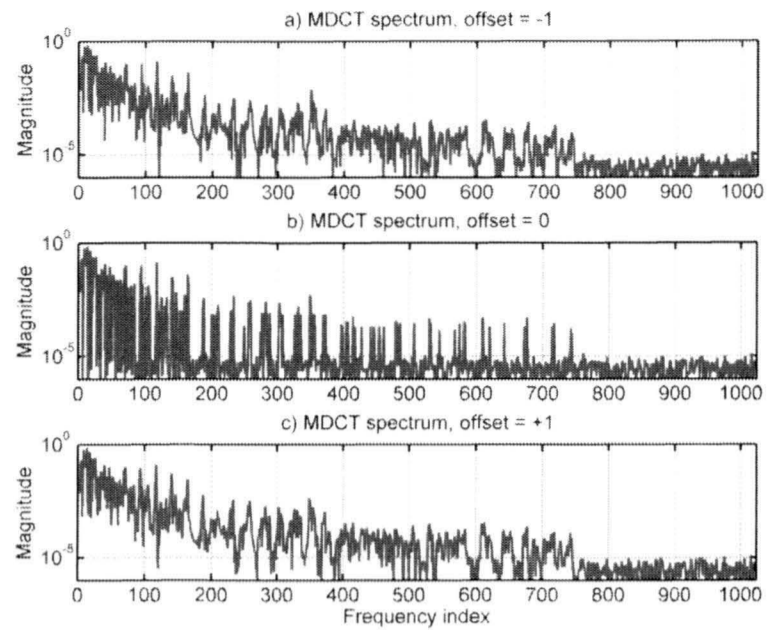 a) MDCT spectrum, offset = -1
10^0
Magnitude
10^-5
0 100 200 300 400 500 600 700 800 900 1000
b) MDCT spectrum, offset = 0
10^0
Magnitude
10^-5
0 100 200 300 400 500 600 700 800 900 1000
c) MDCT spectrum, offset = +1
10^0
Magnitude
10^-5
0 100 200 300 400 500 600 700 800 900 1000
Frequency index